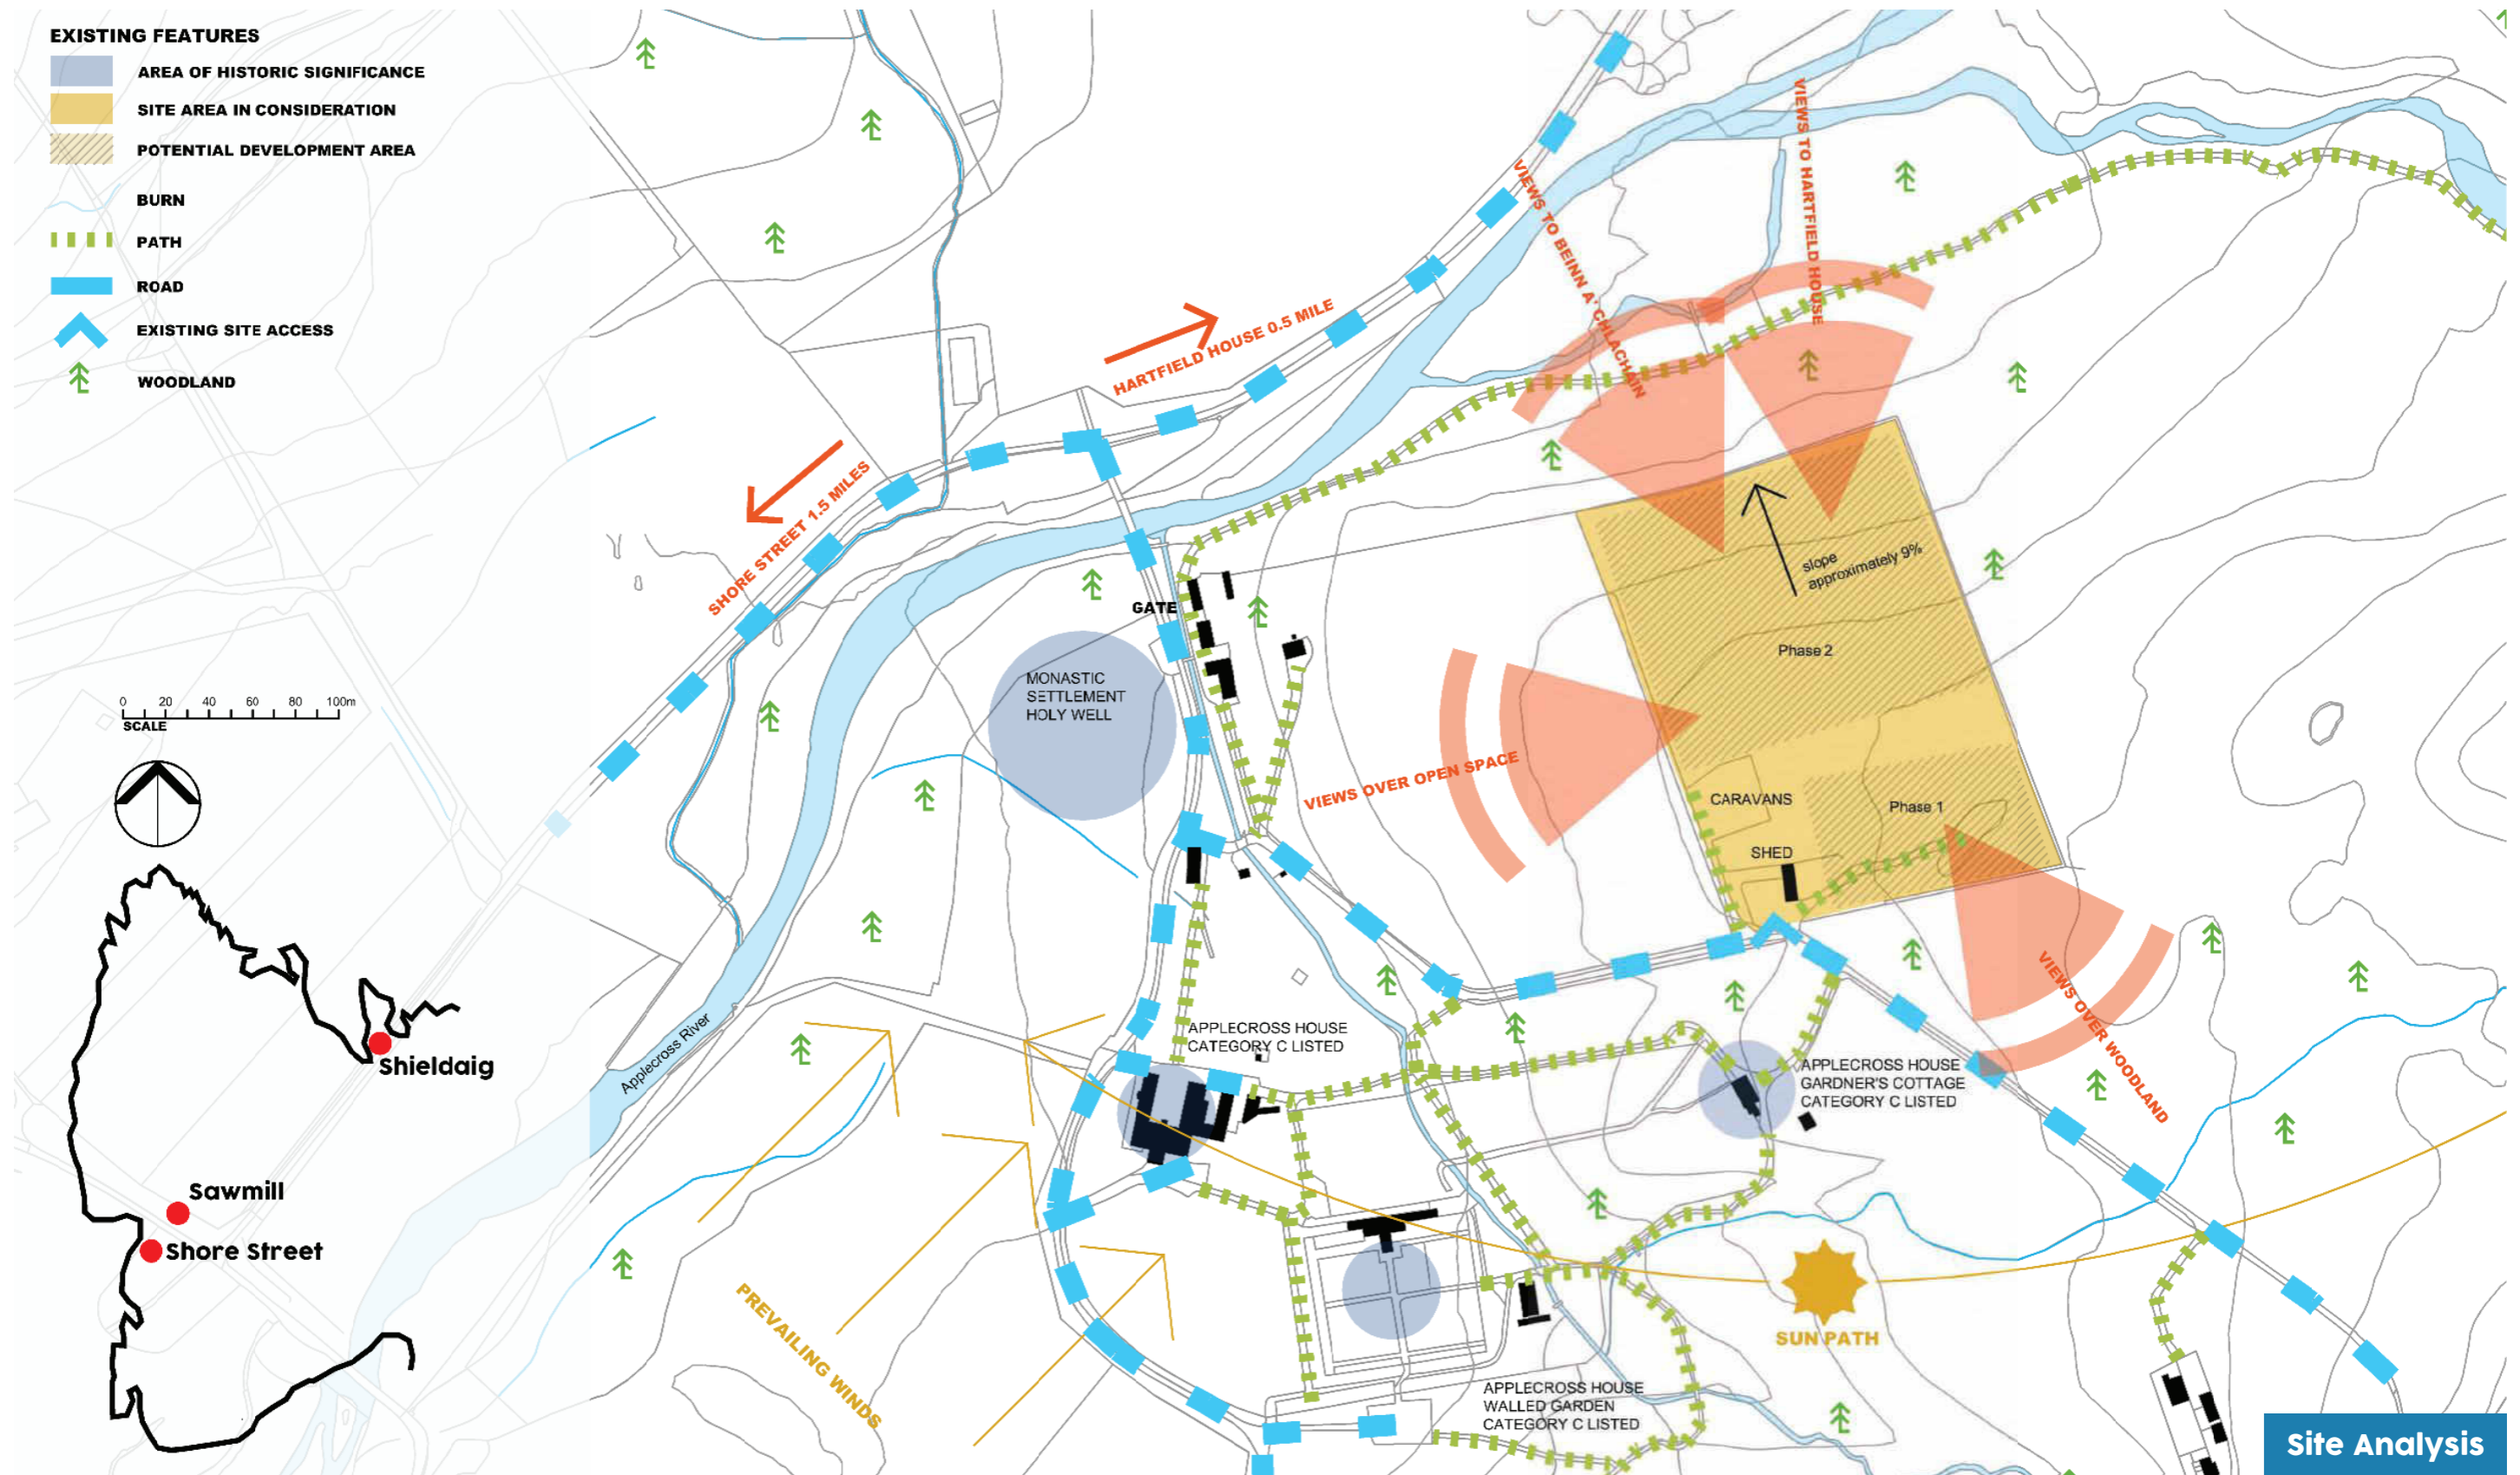 EXISTING FEATURES
AREA OF HISTORIC SIGNIFICANCE
SITE AREA IN CONSIDERATION
POTENTIAL DEVELOPMENT AREA
BURN
PATH
ROAD
EXISTING SITE ACCESS
WOODLAND
VIEWS TO HARTFIELD HOUSE
VIEWS TO BEINN A' CHLACHAIN
HARTFIELD HOUSE 0.5 MILE
SHORE STREET 1.5 MILES
slope
approximately 9%
GATE
Phase 2
MONASTIC
SETTLEMENT
HOLY WELL
0 20 40 60 80 100m
SCALE
VIEWS OVER OPEN SPACE
CARAVANS
Phase 1
SHED
VIEWS OVER WOODLAND
Applecross River
APPLECROSS HOUSE
CATEGORY C LISTED
APPLECROSS HOUSE
GARDNER'S COTTAGE
CATEGORY C LISTED
Shieldaig
Sawmill
Shore Street
PREVAILING WINDS
SUN PATH
APPLECROSS HOUSE
WALLED GARDEN
CATEGORY C LISTED
Site Analysis